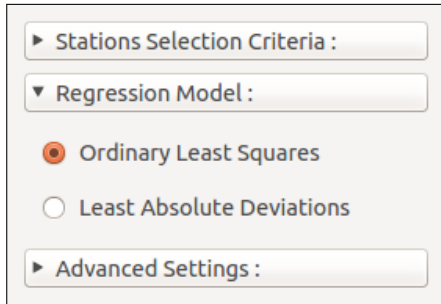 Stations Selection Criteria :
Regression Model :
Ordinary Least Squares
Least Absolute Deviations
Advanced Settings :